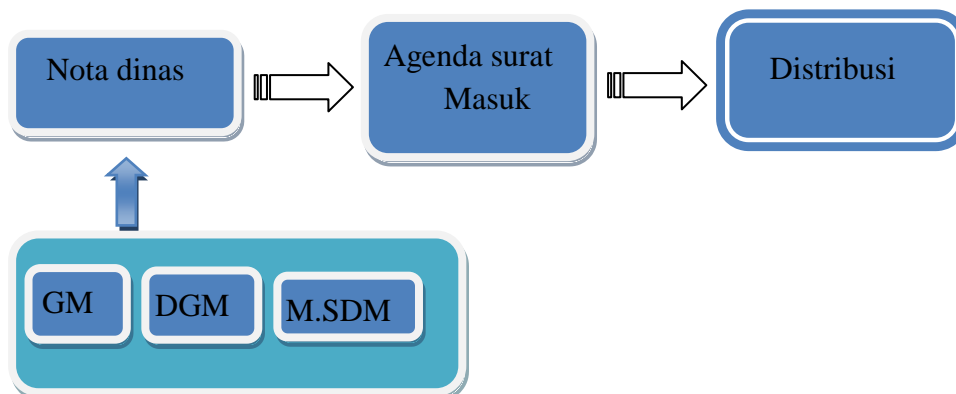 Nota dinas
Agenda surat
Masuk
Distribusi
GM
DGM
M.SDM